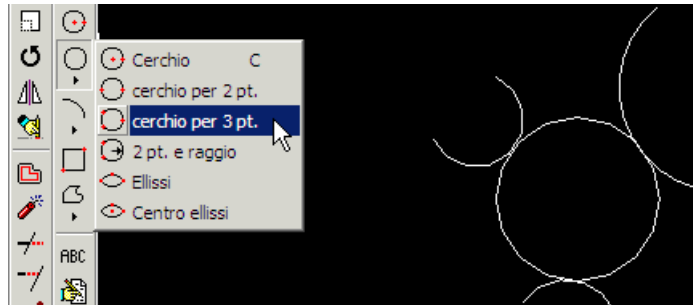 Cerchio C
cerchio per 2 pt.
cerchio per 3 pt.
2 pt. e raggio
Ellissi
Centro ellissi
ABC